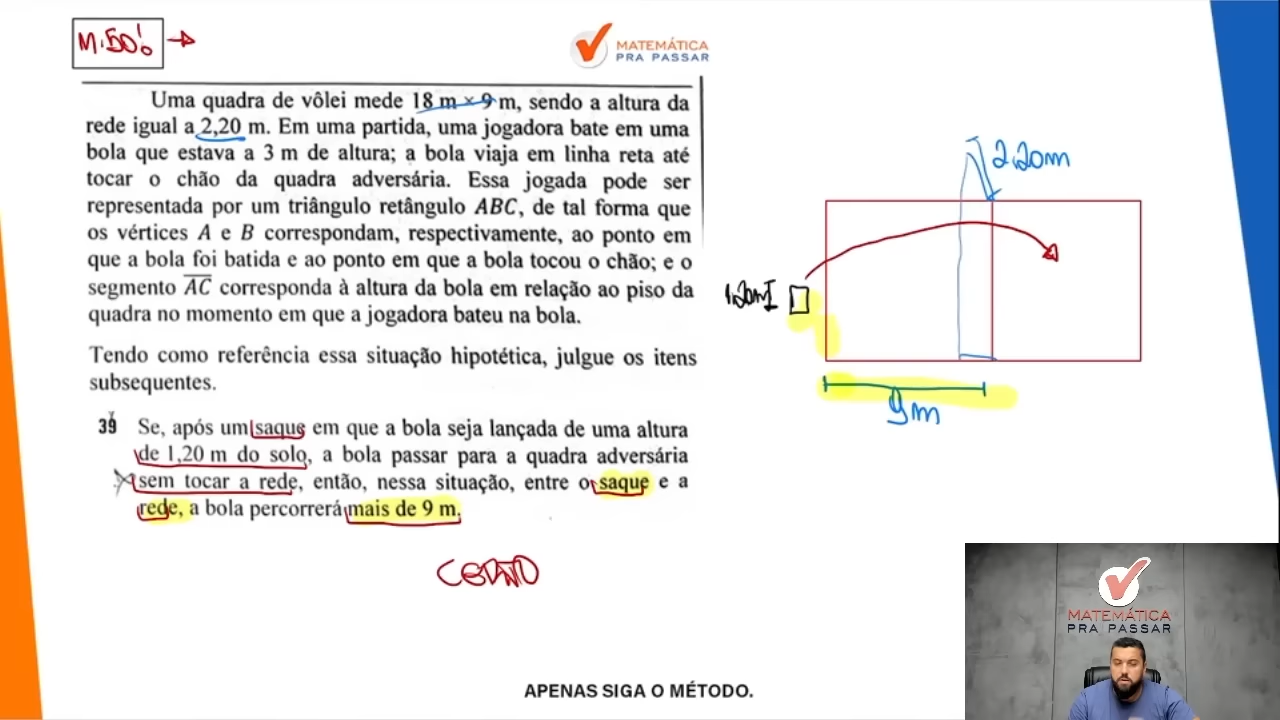 M.50%
MATEMÁTICA
PRA PASSAR
Uma quadra de vôlei mede 18 m × 9 m, sendo a altura da
rede igual a 2,20 m. Em uma partida, uma jogadora bate em uma
bola que estava a 3 m de altura; a bola viaja em linha reta até
tocar o chão da quadra adversária. Essa jogada pode ser
representada por um triângulo retângulo ABC, de tal forma que
os vértices A e B correspondam, respectivamente, ao ponto em
que a bola foi batida e ao ponto em que a bola tocou o chão; e o
segmento AC corresponda à altura da bola em relação ao piso da
quadra no momento em que a jogadora bateu na bola.
Tendo como referência essa situação hipotética, julgue os itens
subsequentes.
39 Se, após um saque em que a bola seja lançada de uma altura
de 1,20 m do solo, a bola passar para a quadra adversária
sem tocar a rede, então, nessa situação, entre o saque e a
rede, a bola percorrerá mais de 9 m.
CERTO
2.20m
1.20m
9m
MATEMÁTICA
PRA PASSAR
APENAS SIGA O MÉTODO.